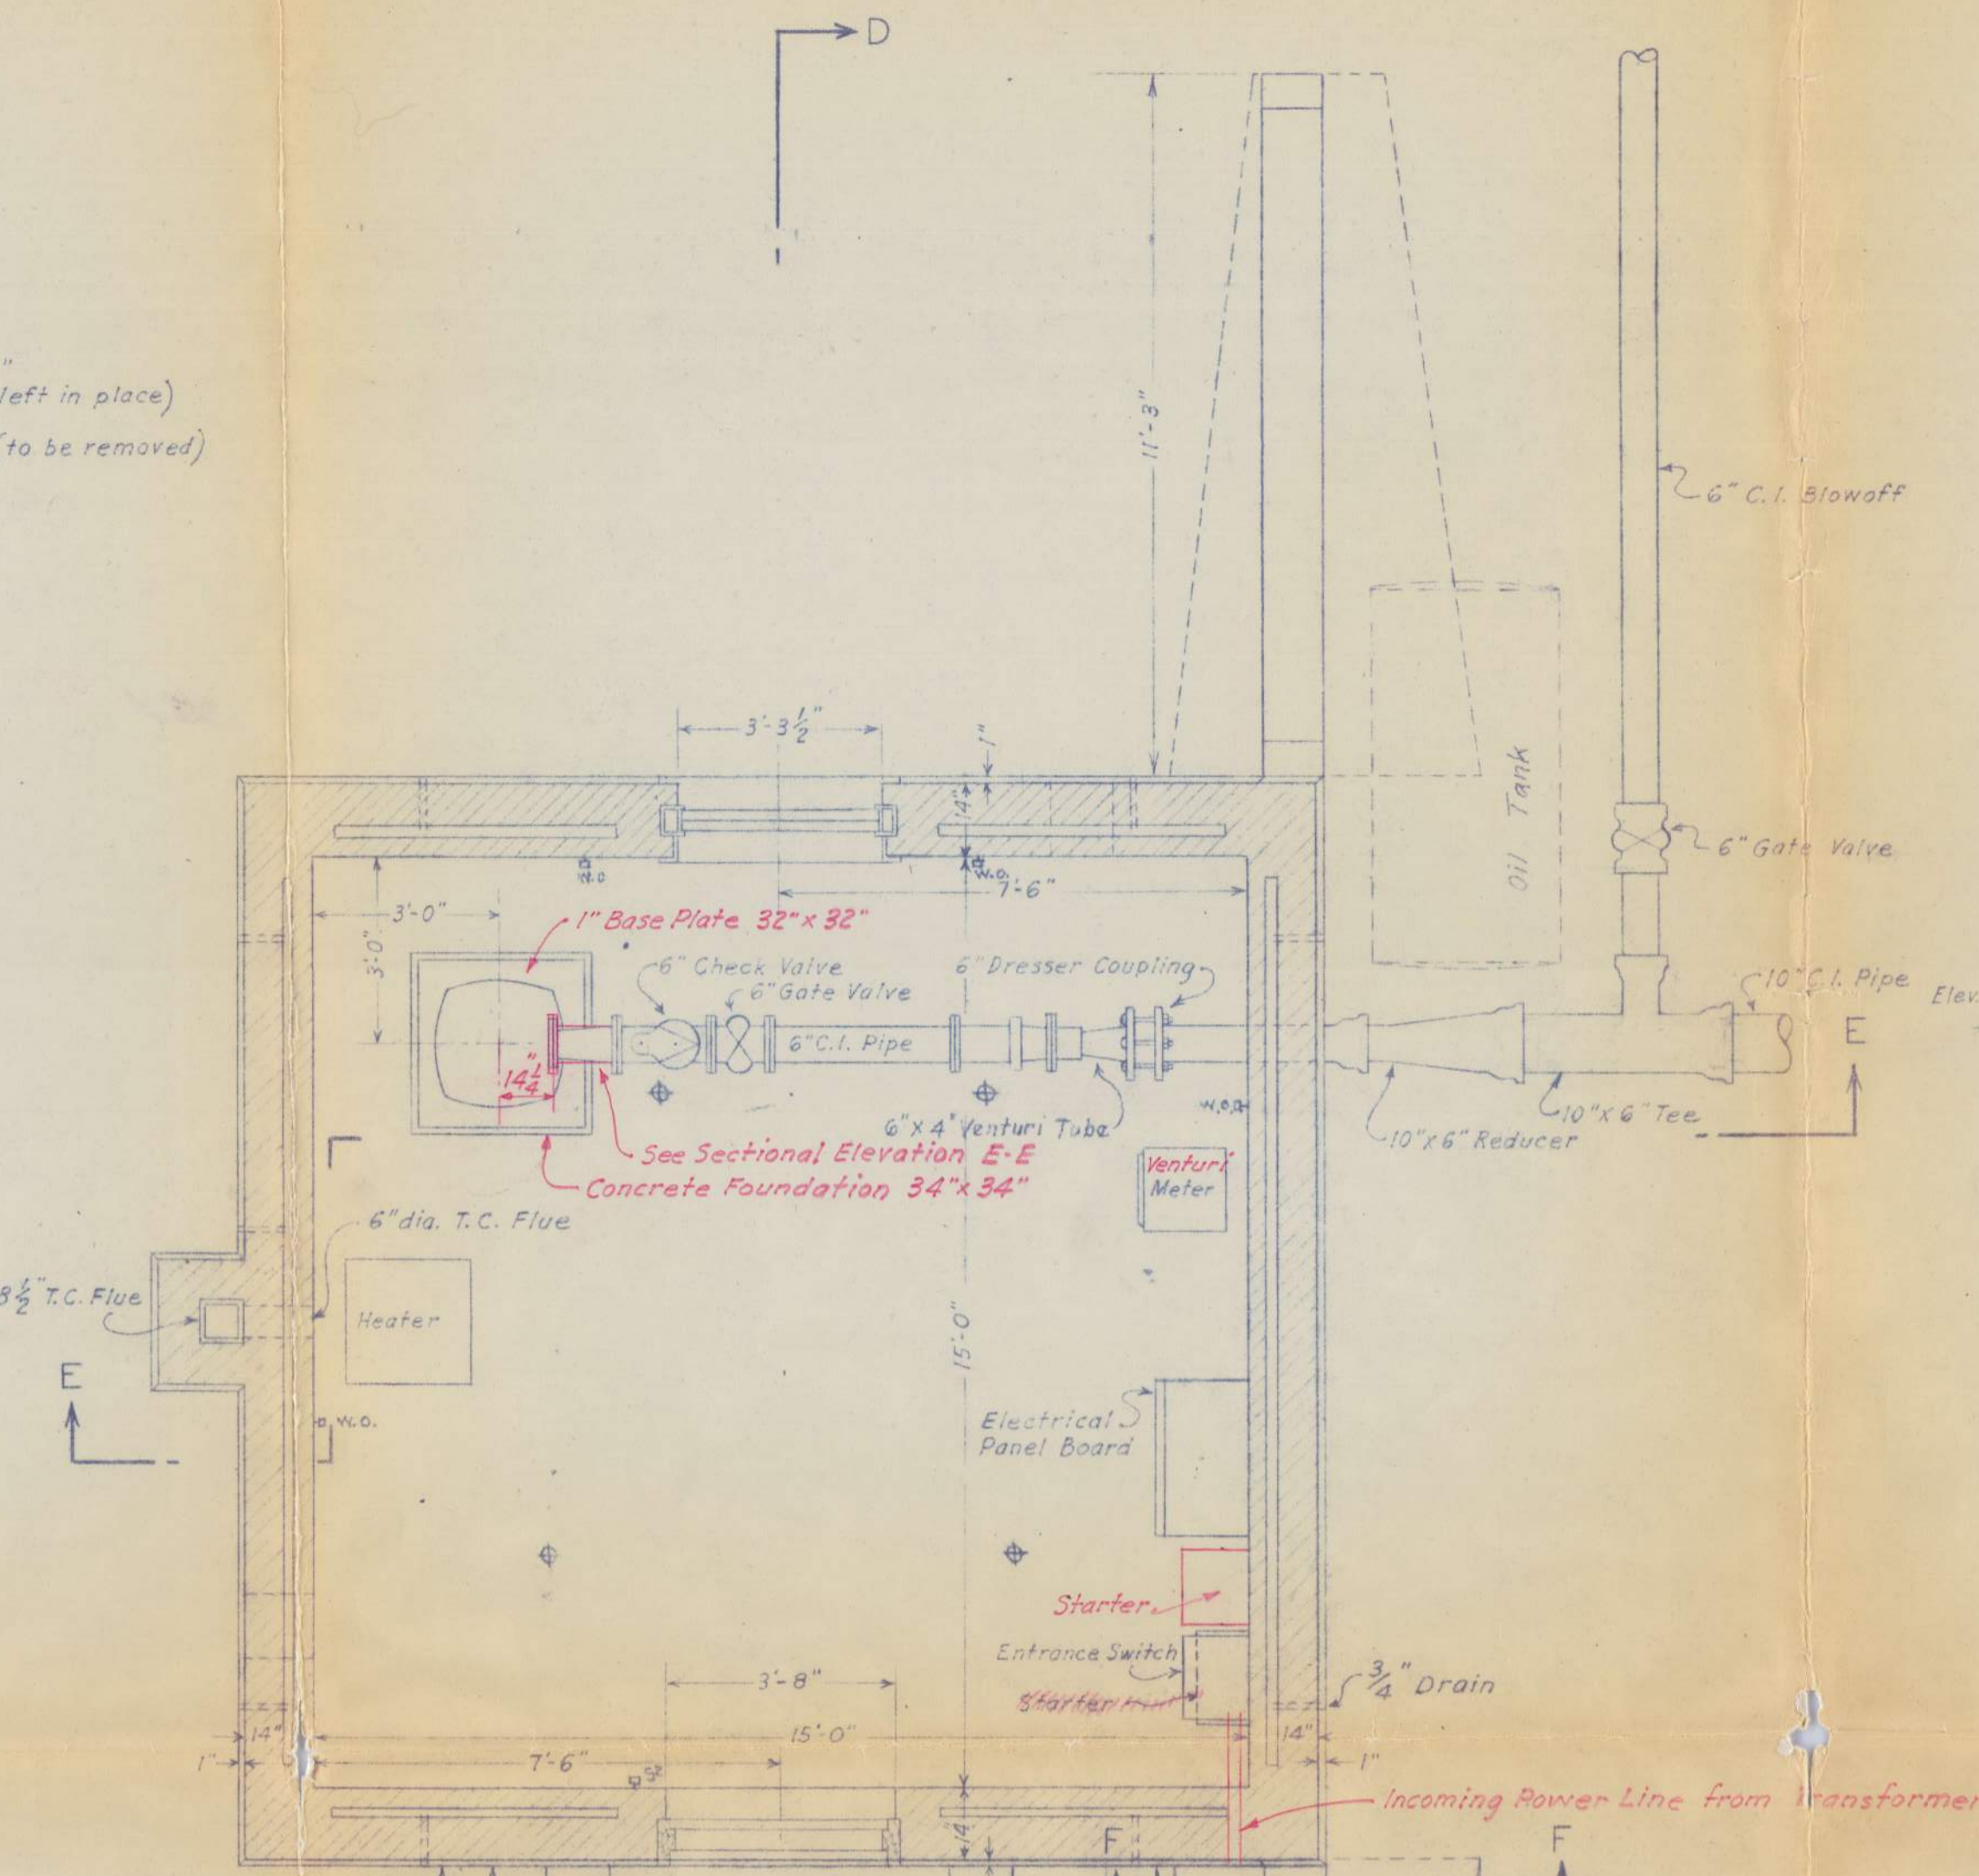 D
"
left in place)
(to be removed)
11'-3"
6" C.I. Blowoff
3'-3 1/2"
1"
14"
Oil Tank
6" Gate Valve
W.O.
W.O.
7'-6"
3'-0"
3'-0"
1" Base Plate 32" x 32"
6" Check Valve
6" Gate Valve
6" Dresser Coupling
10" C.I. Pipe
Elev.
E
6" C.I. Pipe
14 1/4"
W.O.
6" x 4" Venturi Tube
10" x 6" Tee
10" x 6" Reducer
See Sectional Elevation E-E
Concrete Foundation 34" x 34"
Venturi
Meter
6" dia. T.C. Flue
8 1/2" T.C. Flue
Heater
15'-0"
E
W.O.
Electrical
Panel Board
Starter
Entrance Switch
Starter
3/4" Drain
3'-8"
14"
15'-0"
14"
1"
7'-6"
1"
Incoming Power Line from Transformer
14"
F
F